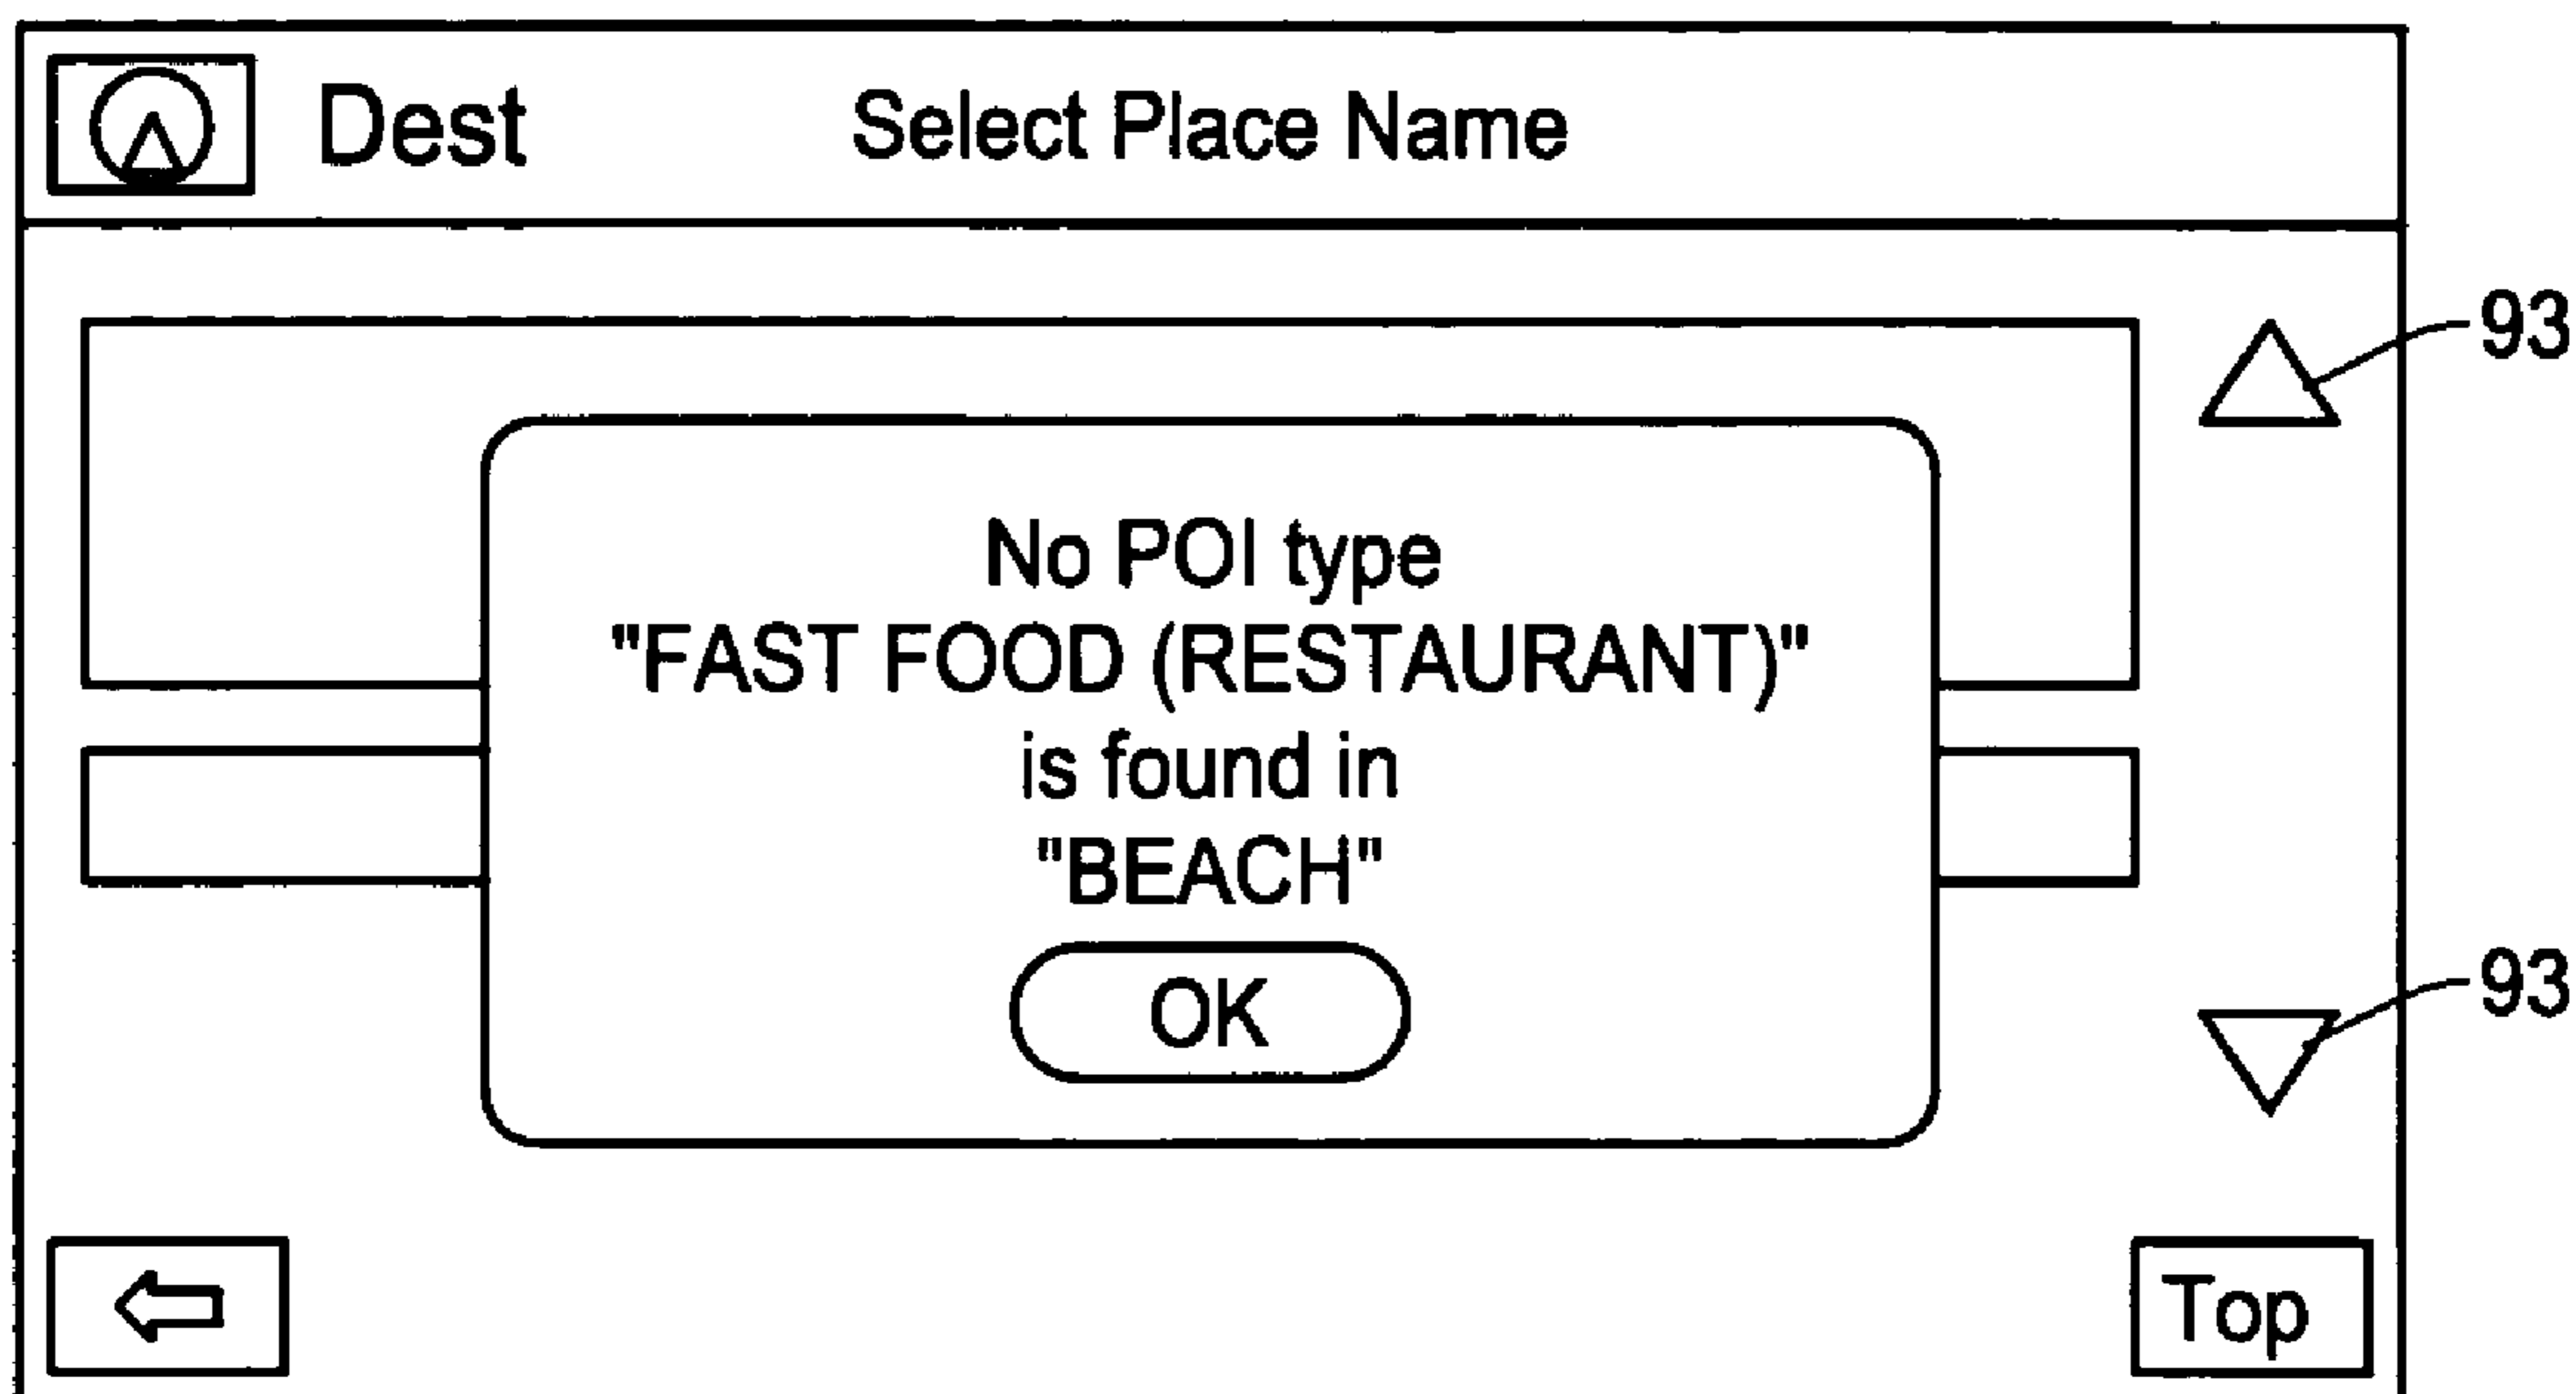 Dest
Select Place Name
93
No POI type
"FAST FOOD (RESTAURANT)"
is found in
"BEACH"
OK
93
Top